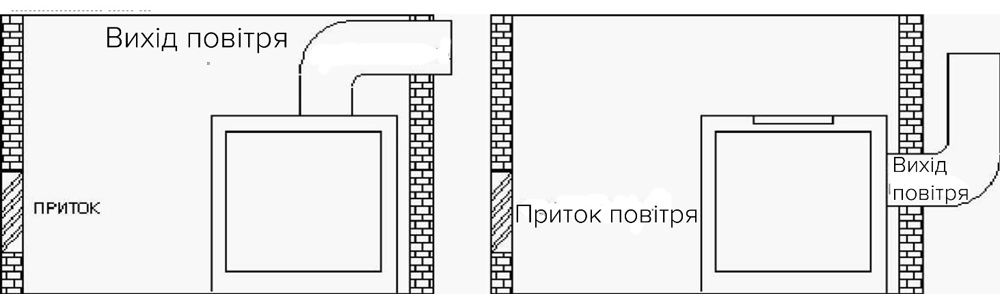 Вихід повітря
ПРИТОК
Приток повітря
Вихід
повітря